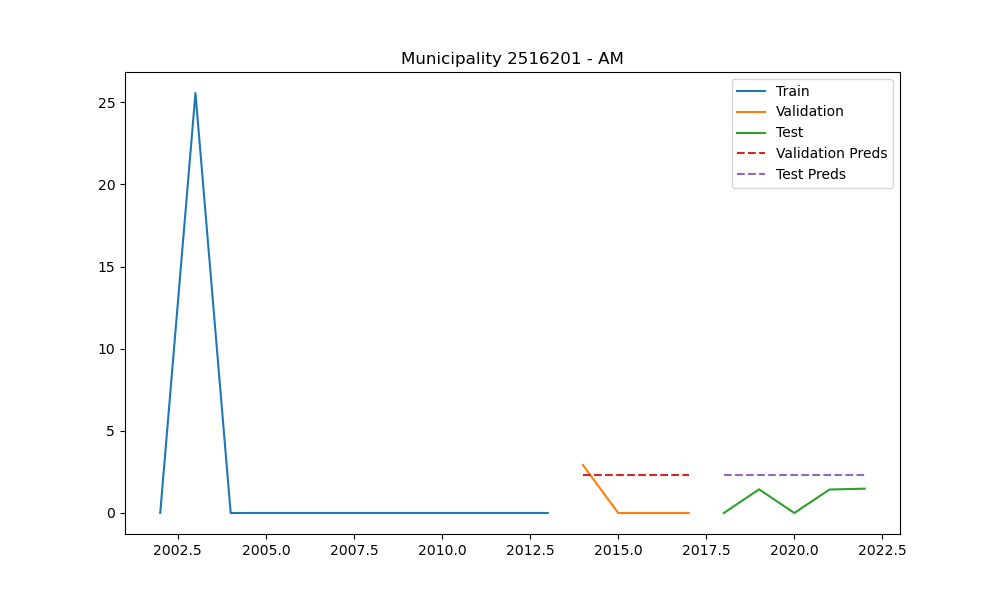 Municipality 2516201 - AM
Train
Validation
Test
Validation Preds
Test Preds
25
20
15
10
5
0
2002.5 2005.0 2007.5 2010.0 2012.5 2015.0 2017.5 2020.0 2022.5